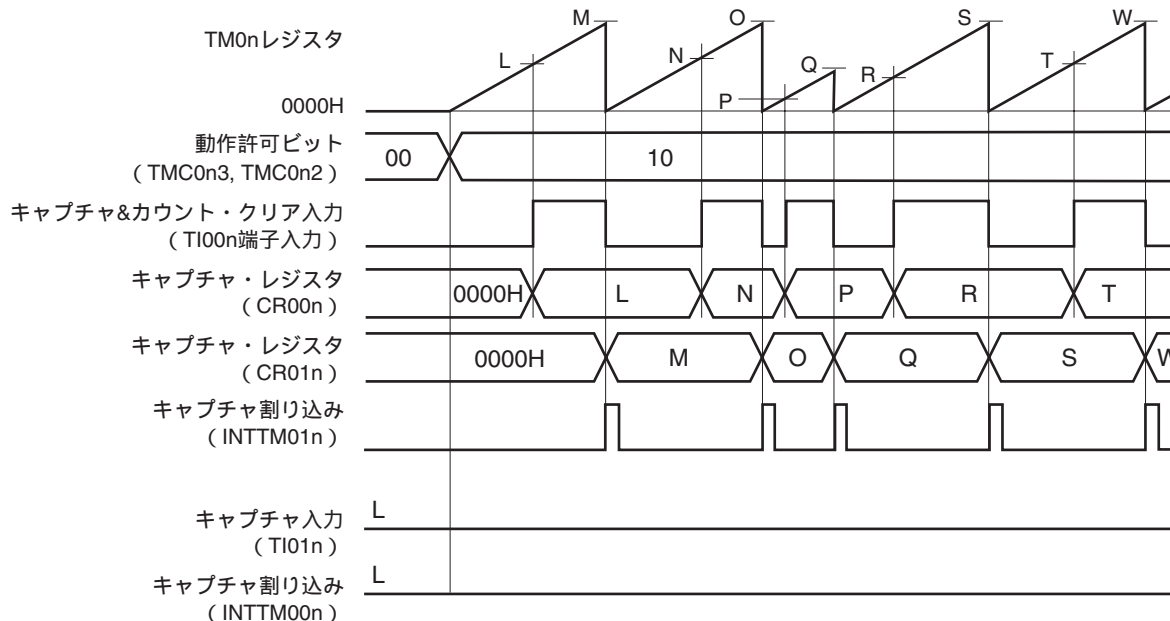 M O S W
L N Q R T
P
TM0nレジスタ
0000H
動作許可ビット
( TMC0n3, TMC0n2 )
00 10
キャプチャ&カウント・クリア入力
( TI00n端子入力 )
キャプチャ・レジスタ
( CR00n )
0000H L N P R T
キャプチャ・レジスタ
( CR01n )
0000H M O Q S W
キャプチャ割り込み
( INTTM01n )
キャプチャ入力
( TI01n )
L
キャプチャ割り込み
( INTTM00n )
L